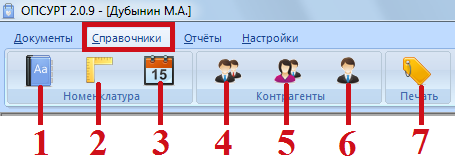 ОПСУРТ 2.0.9 - [Дубынин М.А.]
Документы Справочники Отчёты Настройки
Aa 15
Номенклатура Контрагенты Печать
1 2 3 4 5 6 7